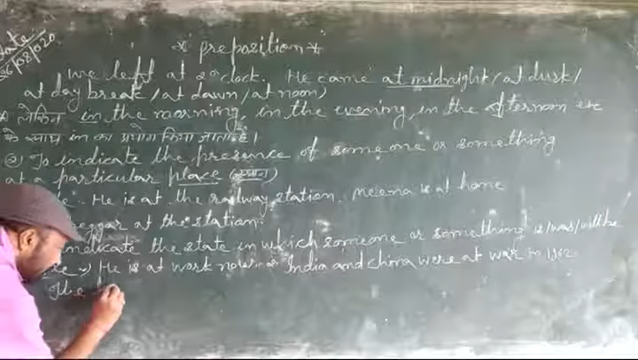 Date
26/08/020
* preposition *
We left at 2 o'clock. He came at midnight/at dusk/
at day break/at dawn/at noon)
लेकिन in the morning, in the evening, in the afternoon etc
के साथ in का प्रयोग किया जाता है।
To indicate the presence of someone or something
at a particular place (स्थान)
He is at the railway station. Meena is at home
at the station.
indicate the state in which someone or something is/was/will be
He is at work now. India and China were at war in 1962
The